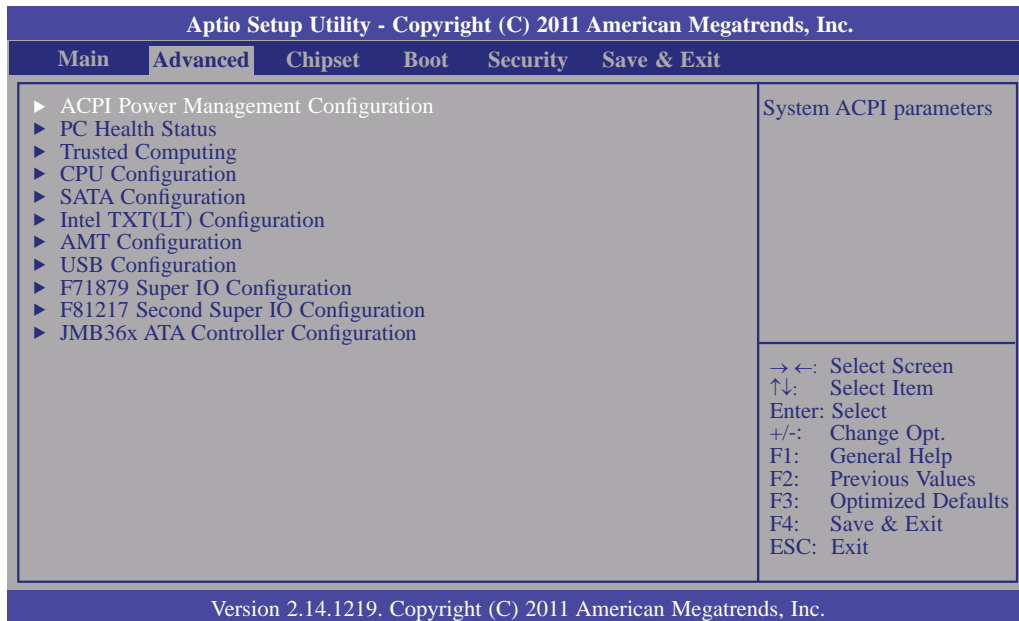 Aptio Setup Utility - Copyright (C) 2011 American Megatrends, Inc.
Main Advanced Chipset Boot Security Save & Exit
▶ ACPI Power Management Configuration
▶ PC Health Status
▶ Trusted Computing
▶ CPU Configuration
▶ SATA Configuration
▶ Intel TXT(LT) Configuration
▶ AMT Configuration
▶ USB Configuration
▶ F71879 Super IO Configuration
▶ F81217 Second Super IO Configuration
▶ JMB36x ATA Controller Configuration
System ACPI parameters
→ ←: Select Screen
↑↓: Select Item
Enter: Select
+/-: Change Opt.
F1: General Help
F2: Previous Values
F3: Optimized Defaults
F4: Save & Exit
ESC: Exit
Version 2.14.1219. Copyright (C) 2011 American Megatrends, Inc.